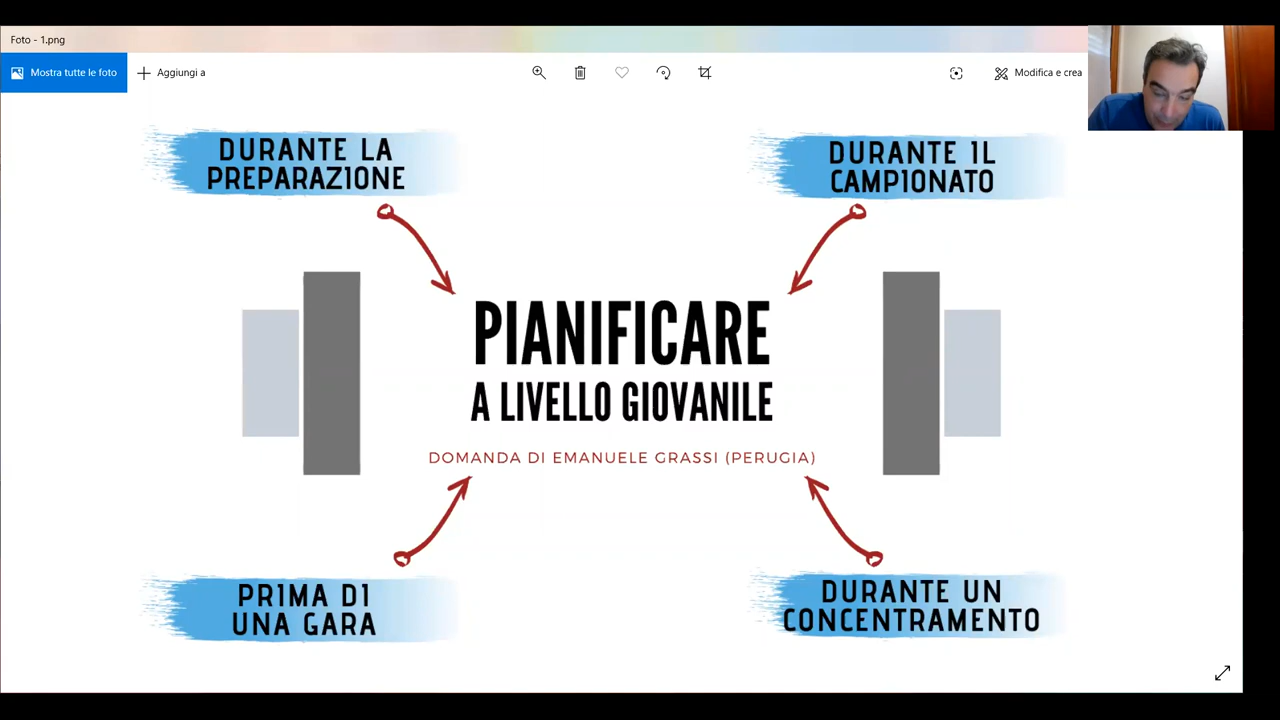 Foto - 1.png
Mostra tutte le foto
Aggiungi a
Modifica e crea
DURANTE LA
PREPARAZIONE
DURANTE IL
CAMPIONATO
PIANIFICARE
A LIVELLO GIOVANILE
DOMANDA DI EMANUELE GRASSI (PERUGIA)
PRIMA DI
UNA GARA
DURANTE UN
CONCENTRAMENTO